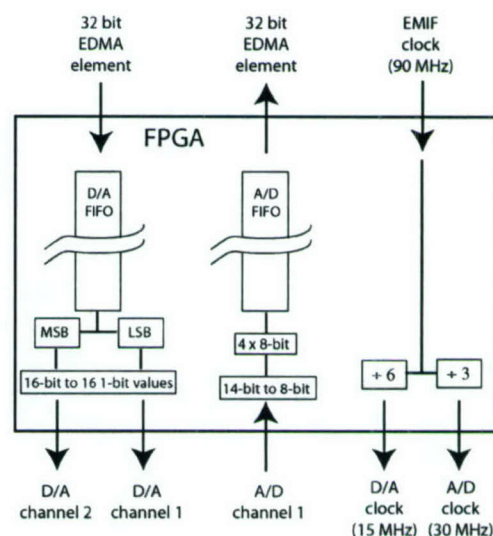 32 bit
EDMA
element
32 bit
EDMA
element
EMIF
clock
(90 MHz)
FPGA
D/A
FIFO
A/D
FIFO
MSB
LSB
4 x 8-bit
16-bit to 16 1-bit values
14-bit to 8-bit
÷ 6
÷ 3
D/A
channel 2
D/A
channel 1
A/D
channel 1
D/A
clock
(15 MHz)
A/D
clock
(30 MHz)